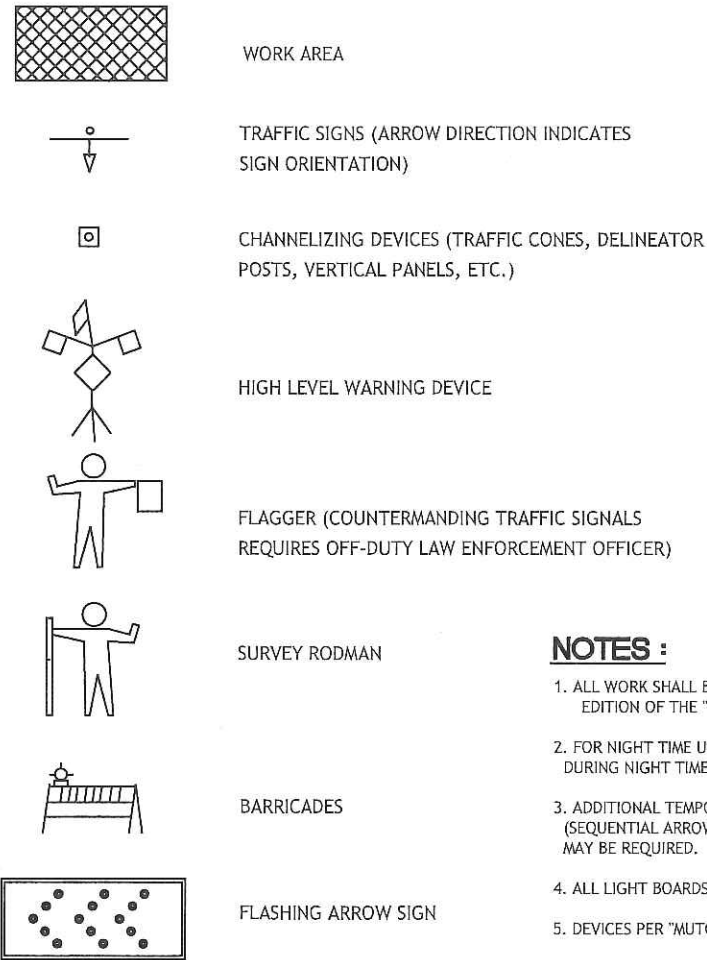 WORK AREA
TRAFFIC SIGNS (ARROW DIRECTION INDICATES
SIGN ORIENTATION)
CHANNELIZING DEVICES (TRAFFIC CONES, DELINEATOR
POSTS, VERTICAL PANELS, ETC.)
HIGH LEVEL WARNING DEVICE
FLAGGER (COUNTERMANDING TRAFFIC SIGNALS
REQUIRES OFF-DUTY LAW ENFORCEMENT OFFICER)
SURVEY RODMAN
BARRICADES
FLASHING ARROW SIGN
NOTES :
1. ALL WORK SHALL
EDITION OF THE "
2. FOR NIGHT TIME
DURING NIGHT TIME
3. ADDITIONAL
(SEQUENTIAL
MAY BE REQUIRED.
4. ALL LIGHT BOARDS
5. DEVICES PER